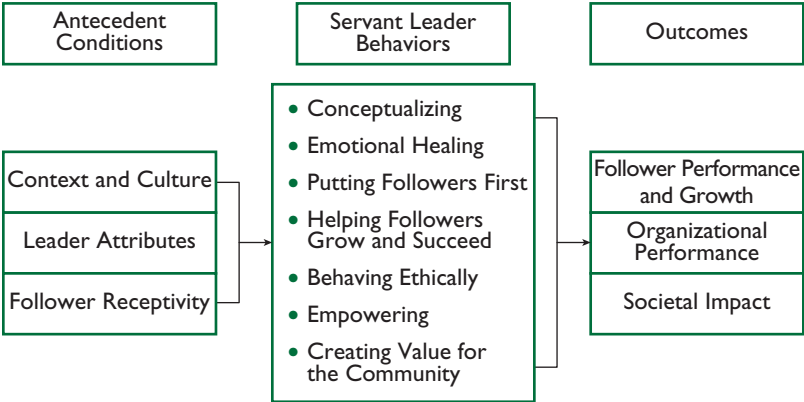 Antecedent
Conditions
Servant Leader
Behaviors
Outcomes
Context and Culture
Leader Attributes
Follower Receptivity
• Conceptualizing
• Emotional Healing
• Putting Followers First
• Helping Followers
Grow and Succeed
• Behaving Ethically
• Empowering
• Creating Value for
the Community
Follower Performance
and Growth
Organizational
Performance
Societal Impact